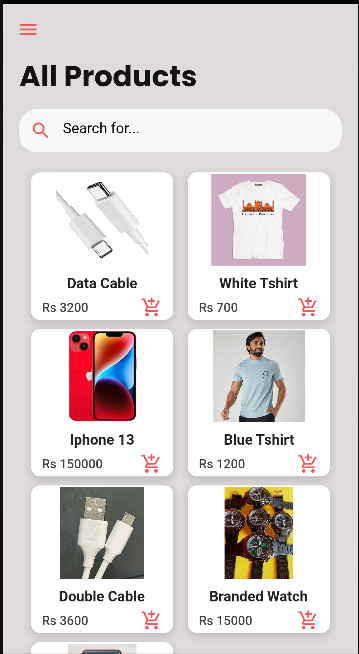 All Products
Search for...
Data Cable
Rs 3200
White Tshirt
Rs 700
Iphone 13
Rs 150000
Blue Tshirt
Rs 1200
Double Cable
Rs 3600
Branded Watch
Rs 15000